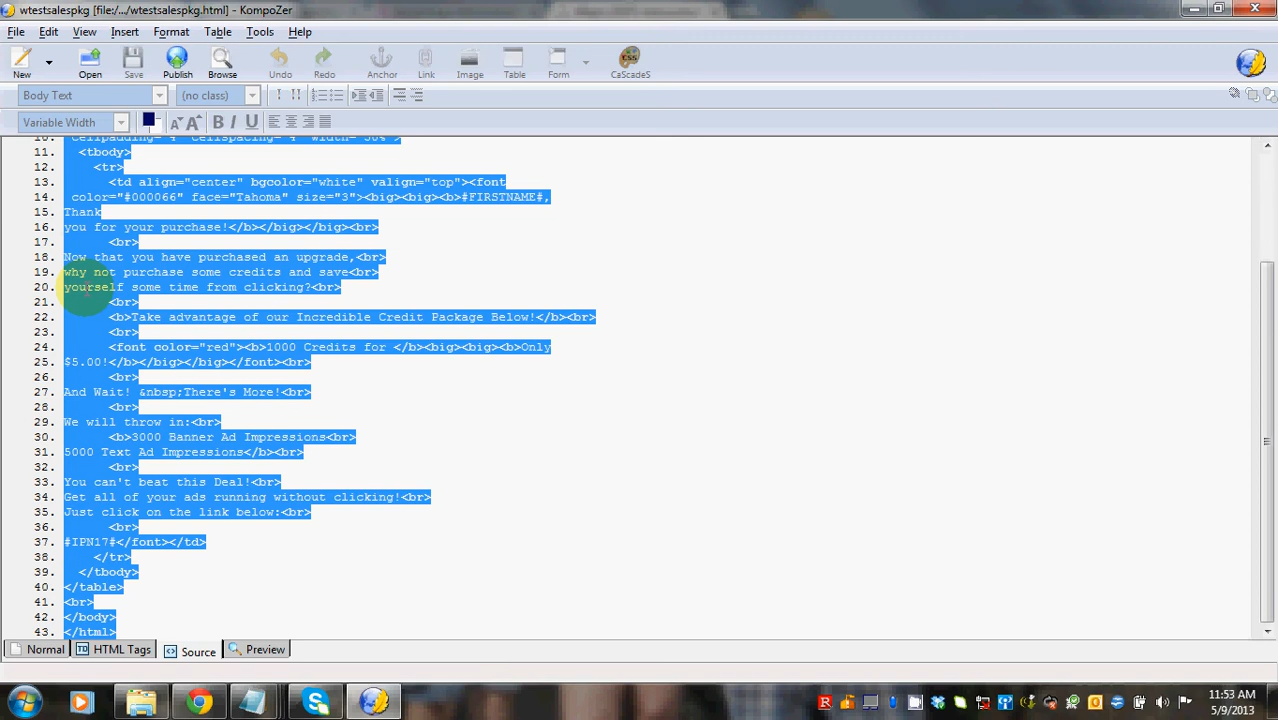 wtestsalespkg [file:/.../wtestsalespkg.html] - KompoZer
File Edit View Insert Format Table Tools Help
New Open Save Publish Browse Undo Redo Anchor Link Image Table Form CaScadeS
Body Text (no class)
Variable Width B I U
10. cellpadding="4" cellspacing="4" width="50%">
11. <tbody>
12. <tr>
13. <td align="center" bgcolor="white" valign="top"><font
14. color="#000066" face="Tahoma" size="3"><big><big><b>#FIRSTNAME#,
15. Thank
16. you for your purchase!</b></big></big><br>
17. <br>
18. Now that you have purchased an upgrade,<br>
19. why not purchase some credits and save<br>
20. yourself some time from clicking?<br>
21. <br>
22. <b>Take advantage of our Incredible Credit Package Below!</b><br>
23. <br>
24. <font color="red"><b>1000 Credits for </b><big><big><b>Only
25. $5.00!</b></big></big></font><br>
26. <br>
27. And Wait! &nbsp;There's More!<br>
28. <br>
29. We will throw in:<br>
30. <b>3000 Banner Ad Impressions<br>
31. 5000 Text Ad Impressions</b><br>
32. <br>
33. You can't beat this Deal!<br>
34. Get all of your ads running without clicking!<br>
35. Just click on the link below:<br>
36. <br>
37. #IPN17#</font></td>
38. </tr>
39. </tbody>
40. </table>
41. <br>
42. </body>
43. </html>
Normal TD HTML Tags <> Source Preview
11:53 AM
5/9/2013